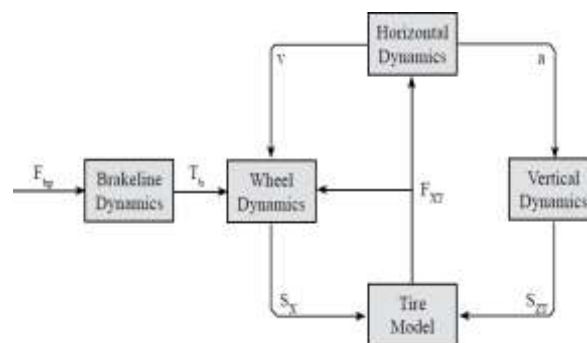 Horizontal
Dynamics
v
a
F_bp
T_b
Brakeline
Dynamics
Wheel
Dynamics
F_XT
Vertical
Dynamics
S_X
Tire
Model
S_ZT